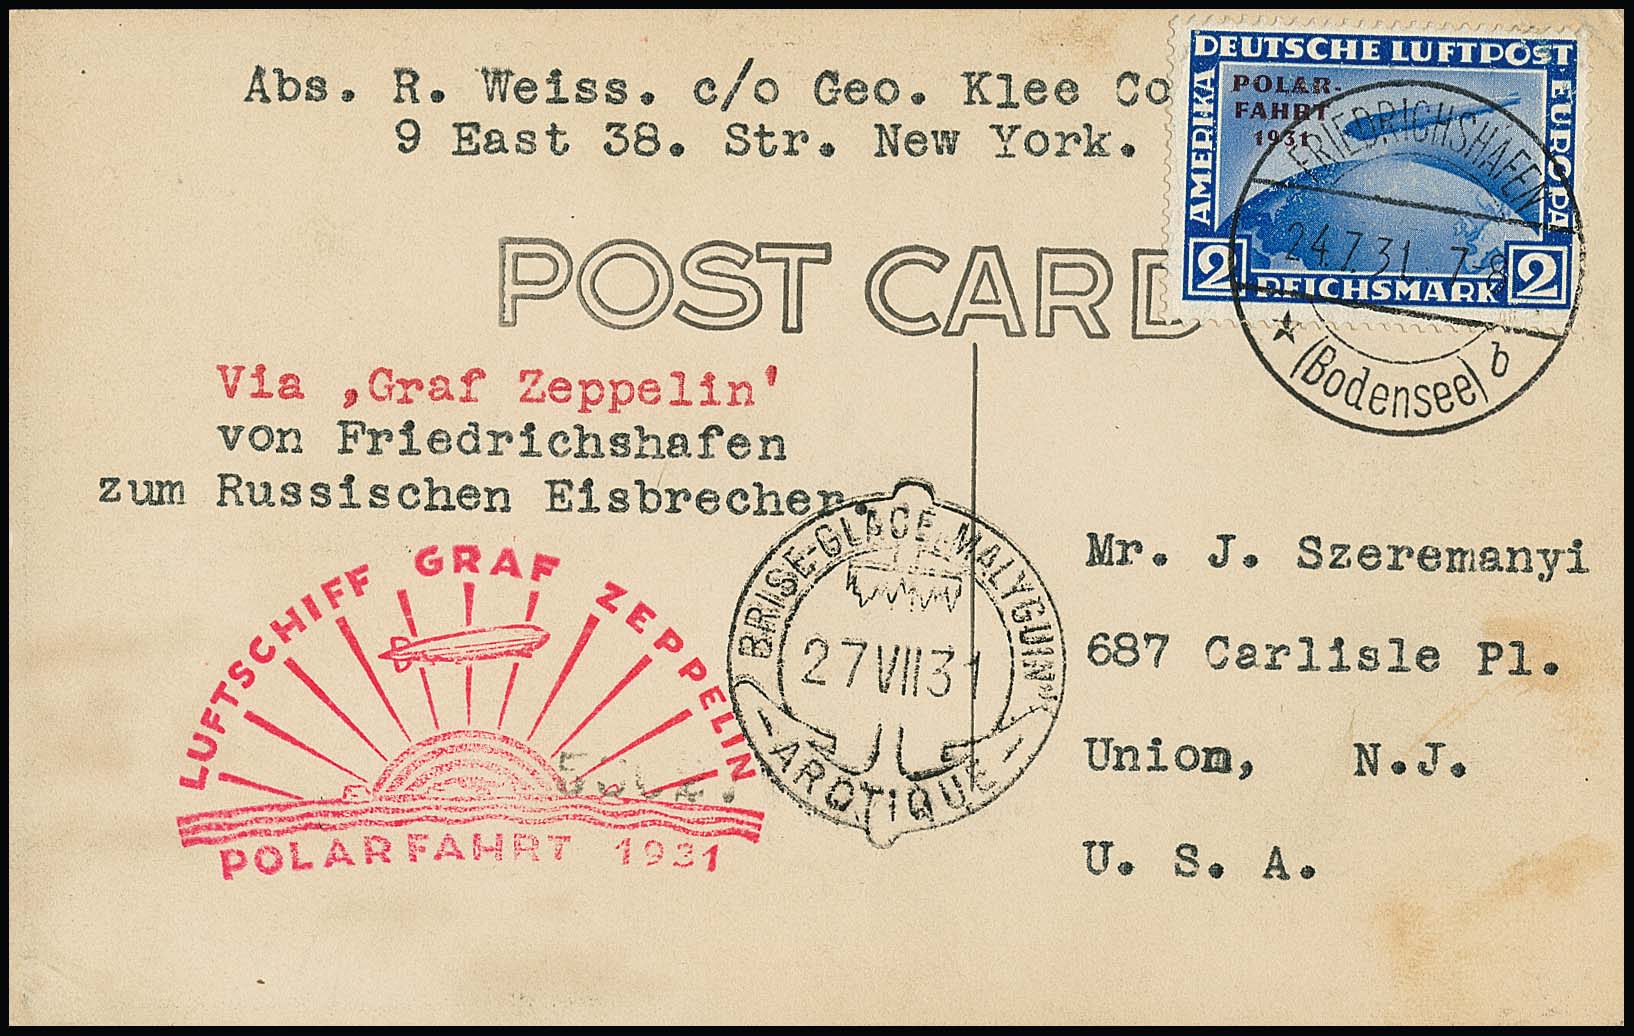 Abs. R. Weiss. c/o Geo. Klee Co
9 East 38. Str. New York.
DEUTSCHE LUFTPOST
AMERIKA
EUROPA
POLAR-
FAHRT
1931
2 REICHSMARK 2
FRIEDRICHSHAFEN
24.7.31. 7-8
(Bodensee) b
POST CARD
Via ‚Graf Zeppelin'
von Friedrichshafen
zum Russischen Eisbrecher.
LUFTSCHIFF GRAF ZEPPELIN
POLARFAHRT 1931
BRISE-GLACE „MALYGUIN"
27 VII 31
- ARCTIQUE -
Mr. J. Szeremanyi
687 Carlisle Pl.
Union, N.J.
U. S. A.